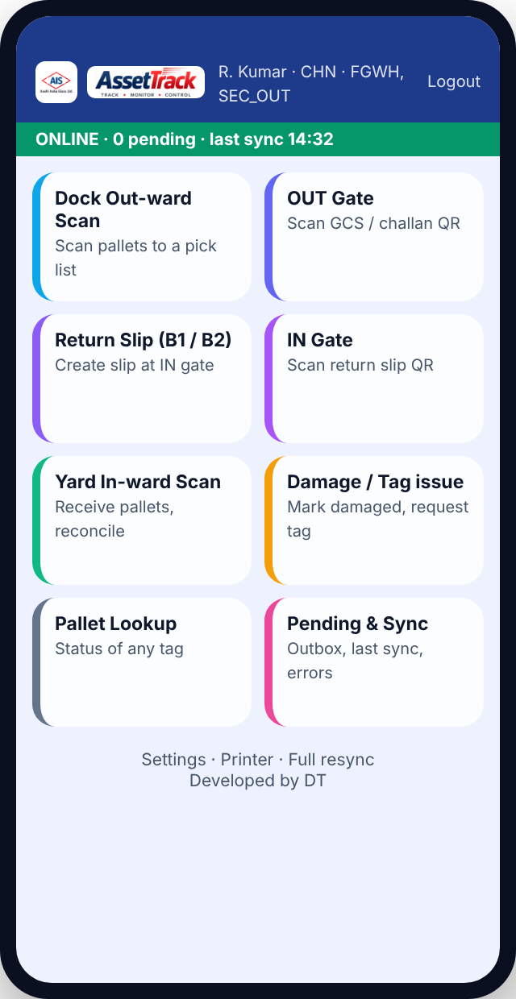 AIS
Asahi India Glass Ltd.
AssetTrack
TRACK • MONITOR • CONTROL
R. Kumar · CHN · FGWH,
SEC_OUT
Logout
ONLINE · 0 pending · last sync 14:32
Dock Out-ward
Scan
Scan pallets to a pick
list
OUT Gate
Scan GCS / challan QR
Return Slip (B1 / B2)
Create slip at IN gate
IN Gate
Scan return slip QR
Yard In-ward Scan
Receive pallets,
reconcile
Damage / Tag issue
Mark damaged, request
tag
Pallet Lookup
Status of any tag
Pending & Sync
Outbox, last sync,
errors
Settings · Printer · Full resync
Developed by DT